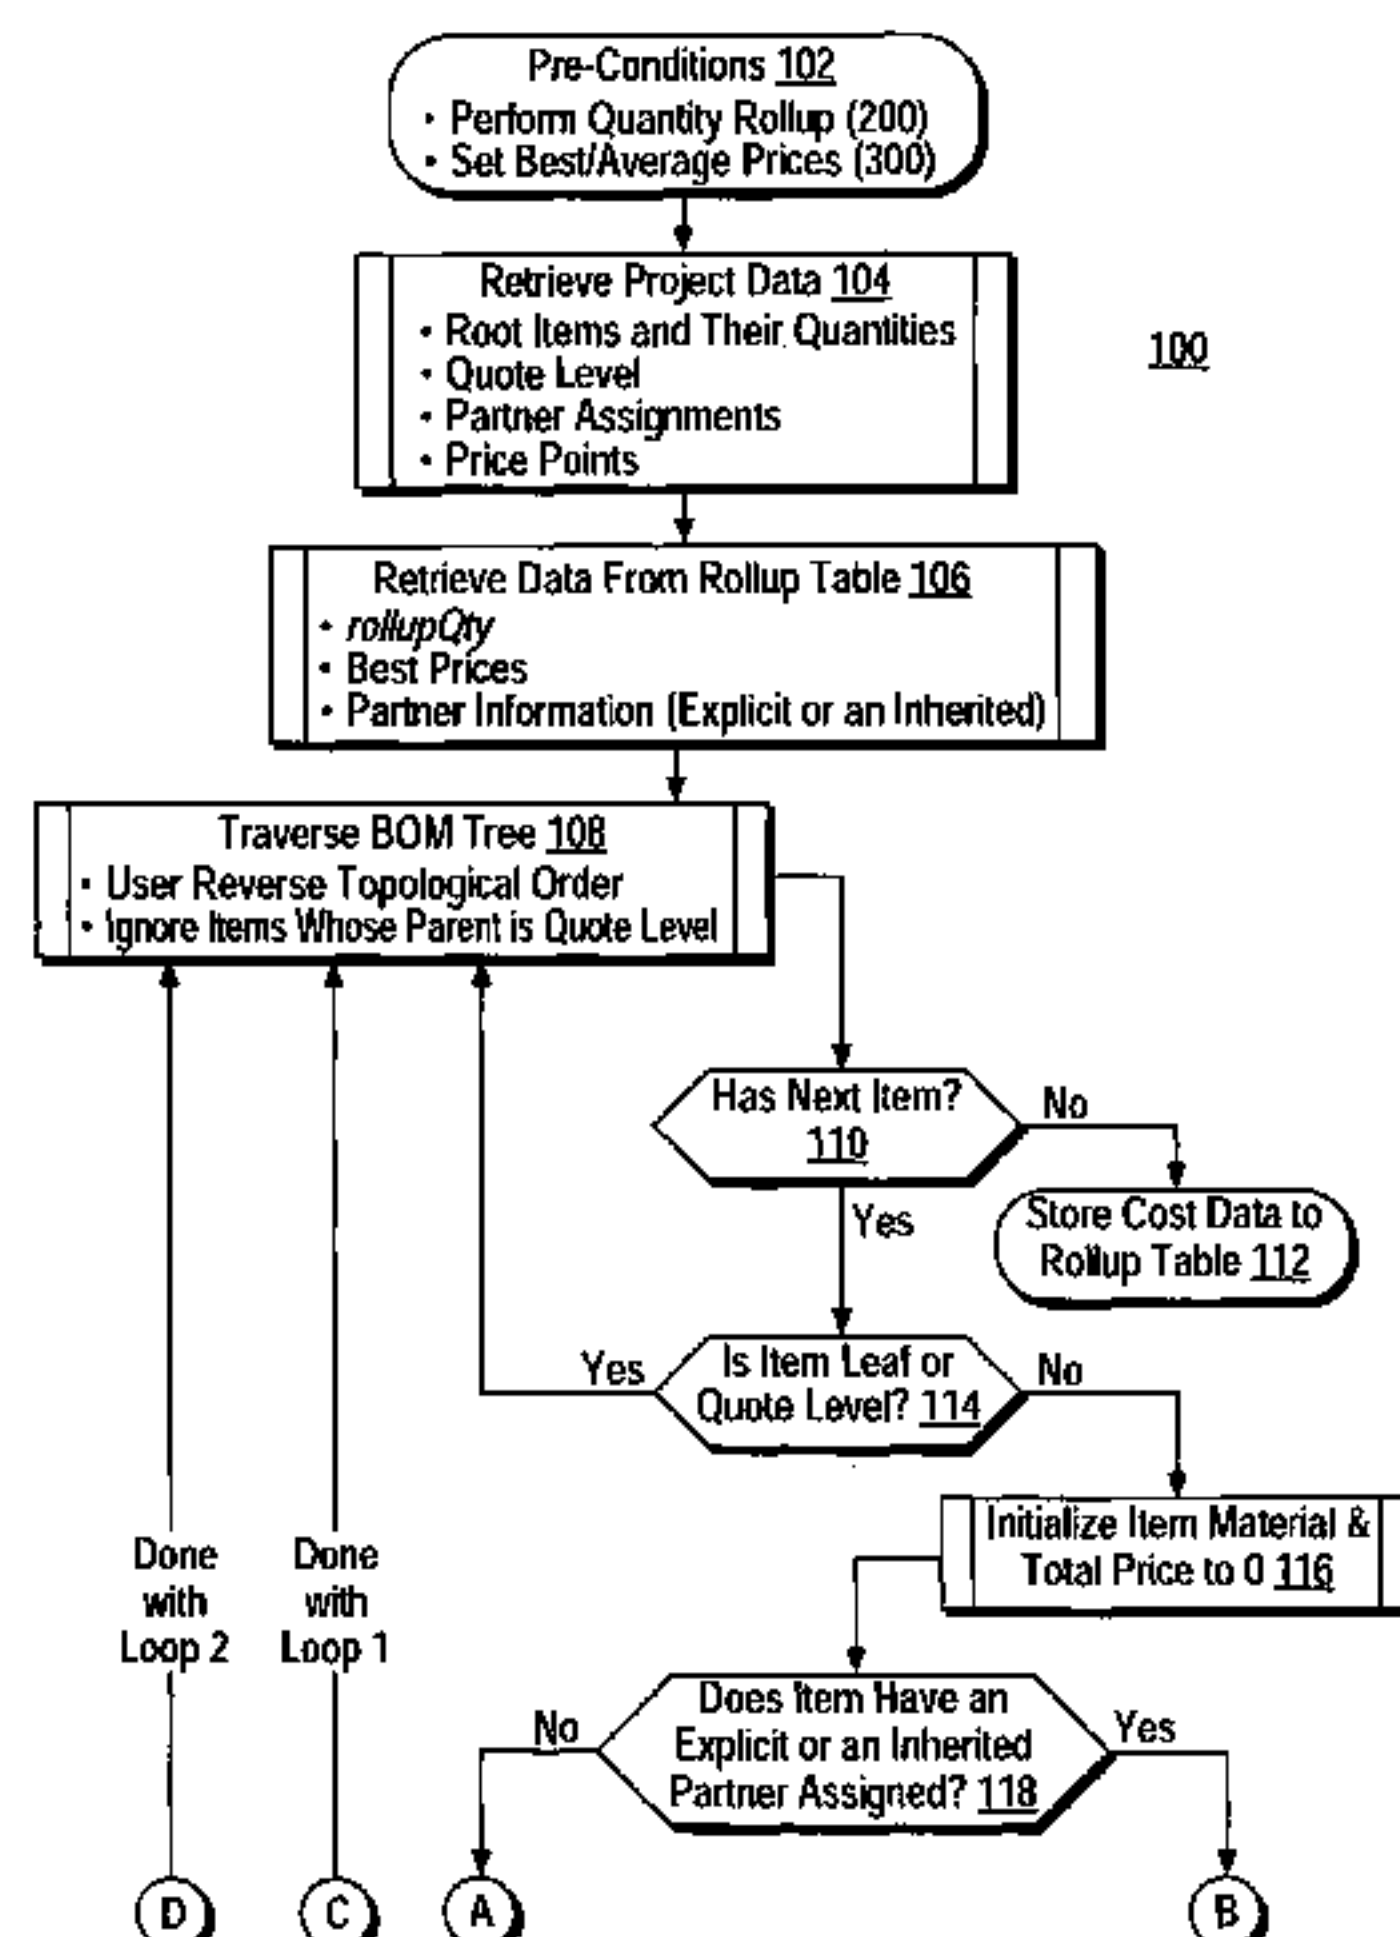 Pre-Conditions 102
• Perform Quantity Rollup (200)
• Set Best/Average Prices (300)
Retrieve Project Data 104
• Root Items and Their Quantities
• Quote Level
• Partner Assignments
• Price Points
100
Retrieve Data From Rollup Table 106
• rollupQty
• Best Prices
• Partner Information (Explicit or an Inherited)
Traverse BOM Tree 108
• User Reverse Topological Order
• Ignore Items Whose Parent is Quote Level
Has Next Item?
110
No
Yes
Store Cost Data to
Rollup Table 112
Is Item Leaf or
Quote Level? 114
Yes
No
Initialize Item Material &
Total Price to 0 116
Done
with
Loop 2
Done
with
Loop 1
Does Item Have an
Explicit or an Inherited
Partner Assigned? 118
No
Yes
D
C
A
B